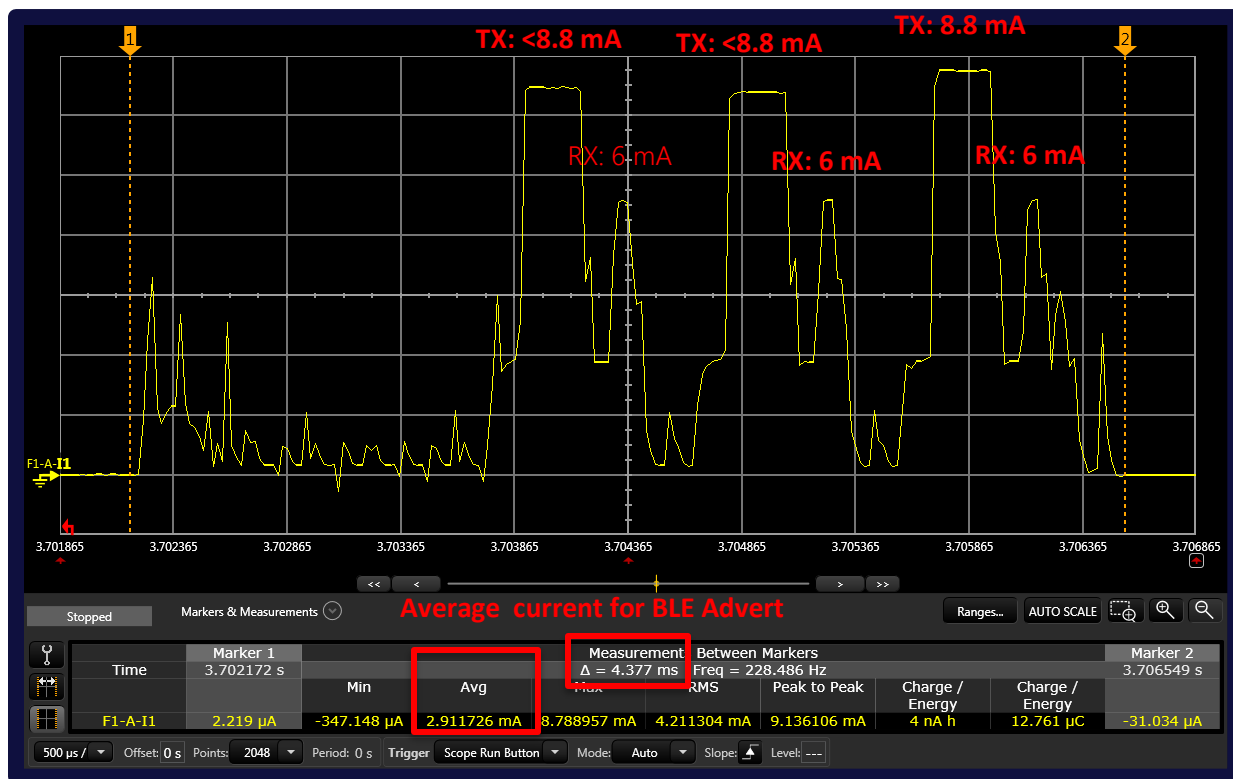 TX: <8.8 mA
TX: <8.8 mA
TX: 8.8 mA
1
2
RX: 6 mA
RX: 6 mA
RX: 6 mA
F1-A-I1
3.701865 3.702365 3.702865 3.703365 3.703865 3.704365 3.704865 3.705365 3.705865 3.706365 3.706865
<< < > >>
Stopped
Markers & Measurements
Average current for BLE Advert
Ranges...
AUTO SCALE
Marker 1 Measurement Between Markers Marker 2
Time 3.702172 s Δ = 4.377 ms Freq = 228.486 Hz 3.706549 s
Min Avg Max RMS Peak to Peak Charge / Energy Charge / Energy
F1-A-I1 2.219 µA -347.148 µA 2.911726 mA 8.788957 mA 4.211304 mA 9.136106 mA 4 nA h 12.761 µC -31.034 µA
500 µs / Offset: 0 s Points: 2048 Period: 0 s Trigger Scope Run Button Mode: Auto Slope: Level: ---